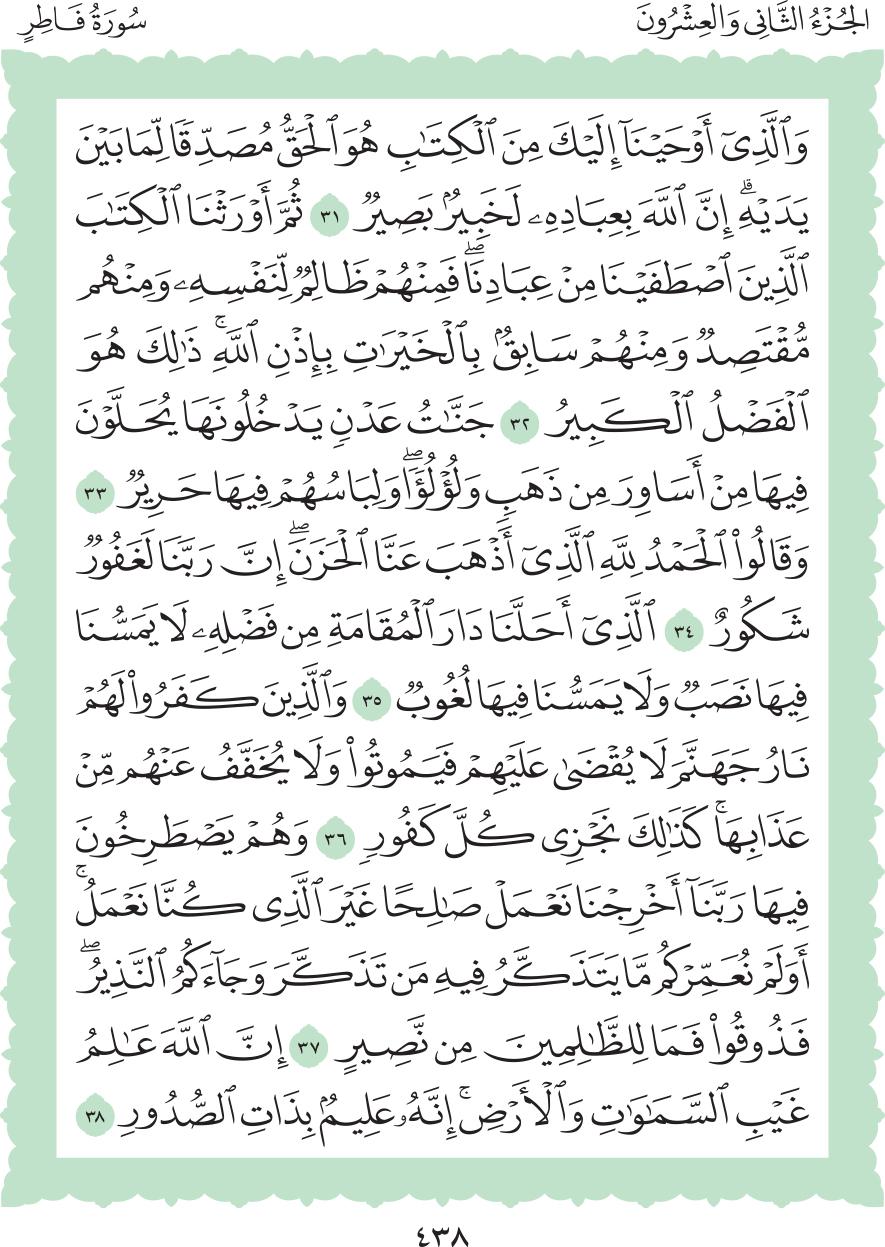 الجُزْءُ الثَّانِى وَالْعِشْرُونَ
سُورَةُ فَاطِرٍ
وَٱلَّذِىٓ أَوْحَيْنَآ إِلَيْكَ مِنَ ٱلْكِتَٰبِ هُوَ ٱلْحَقُّ مُصَدِّقًا لِّمَا بَيْنَ
يَدَيْهِۗ إِنَّ ٱللَّهَ بِعِبَادِهِۦ لَخَبِيرٌۢ بَصِيرٌ ٣١ ثُمَّ أَوْرَثْنَا ٱلْكِتَٰبَ
ٱلَّذِينَ ٱصْطَفَيْنَا مِنْ عِبَادِنَاۖ فَمِنْهُمْ ظَالِمٌ لِّنَفْسِهِۦ وَمِنْهُم
مُّقْتَصِدٌ وَمِنْهُمْ سَابِقٌۢ بِٱلْخَيْرَٰتِ بِإِذْنِ ٱللَّهِۚ ذَٰلِكَ هُوَ
ٱلْفَضْلُ ٱلْكَبِيرُ ٣٢ جَنَّٰتُ عَدْنٍ يَدْخُلُونَهَا يُحَلَّوْنَ
فِيهَا مِنْ أَسَاوِرَ مِن ذَهَبٍ وَلُؤْلُؤًاۖ وَلِبَاسُهُمْ فِيهَا حَرِيرٌ ٣٣
وَقَالُوا۟ ٱلْحَمْدُ لِلَّهِ ٱلَّذِىٓ أَذْهَبَ عَنَّا ٱلْحَزَنَۖ إِنَّ رَبَّنَا لَغَفُورٌ
شَكُورٌ ٣٤ ٱلَّذِىٓ أَحَلَّنَا دَارَ ٱلْمُقَامَةِ مِن فَضْلِهِۦ لَا يَمَسُّنَا
فِيهَا نَصَبٌ وَلَا يَمَسُّنَا فِيهَا لُغُوبٌ ٣٥ وَٱلَّذِينَ كَفَرُوا۟ لَهُمْ
نَارُ جَهَنَّمَ لَا يُقْضَىٰ عَلَيْهِمْ فَيَمُوتُوا۟ وَلَا يُخَفَّفُ عَنْهُم مِّنْ
عَذَابِهَاۚ كَذَٰلِكَ نَجْزِى كُلَّ كَفُورٍ ٣٦ وَهُمْ يَصْطَرِخُونَ
فِيهَا رَبَّنَآ أَخْرِجْنَا نَعْمَلْ صَٰلِحًا غَيْرَ ٱلَّذِى كُنَّا نَعْمَلُۚ
أَوَلَمْ نُعَمِّرْكُم مَّا يَتَذَكَّرُ فِيهِ مَن تَذَكَّرَ وَجَآءَكُمُ ٱلنَّذِيرُۖ
فَذُوقُوا۟ فَمَا لِلظَّٰلِمِينَ مِن نَّصِيرٍ ٣٧ إِنَّ ٱللَّهَ عَٰلِمُ
غَيْبِ ٱلسَّمَٰوَٰتِ وَٱلْأَرْضِۚ إِنَّهُۥ عَلِيمٌۢ بِذَاتِ ٱلصُّدُورِ ٣٨
٤٣٨